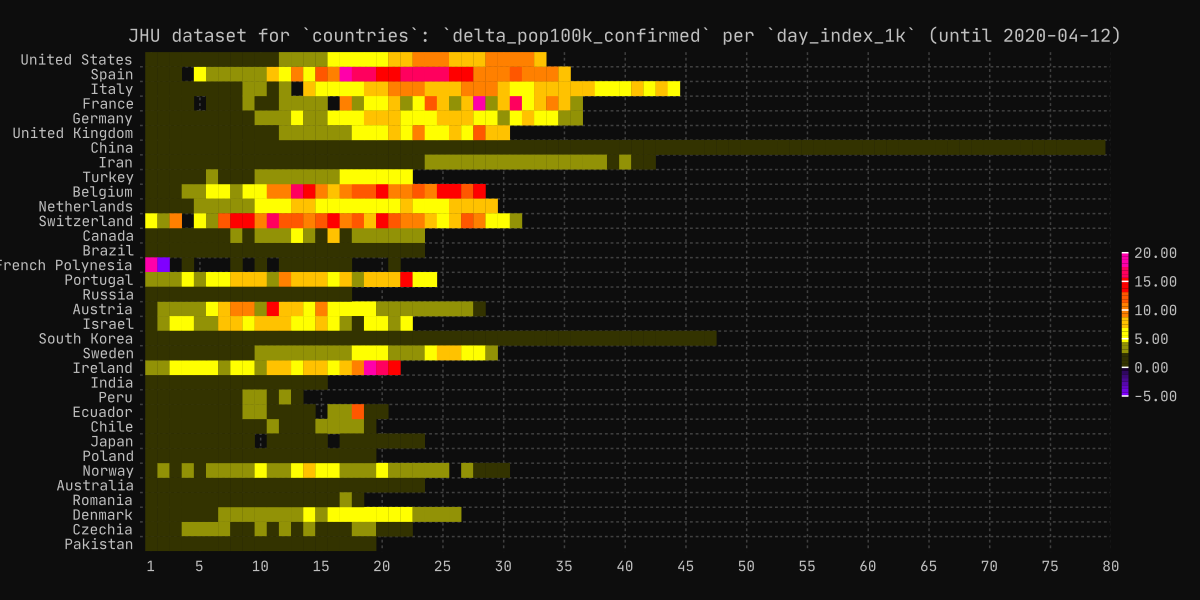 JHU dataset for `countries`: `delta_pop100k_confirmed` per `day_index_1k` (until 2020-04-12)
United States
Spain
Italy
France
Germany
United Kingdom
China
Iran
Turkey
Belgium
Netherlands
Switzerland
Canada
Brazil
French Polynesia
Portugal
Russia
Austria
Israel
South Korea
Sweden
Ireland
India
Peru
Ecuador
Chile
Japan
Poland
Norway
Australia
Romania
Denmark
Czechia
Pakistan
1 5 10 15 20 25 30 35 40 45 50 55 60 65 70 75 80
20.00
15.00
10.00
5.00
0.00
−5.00